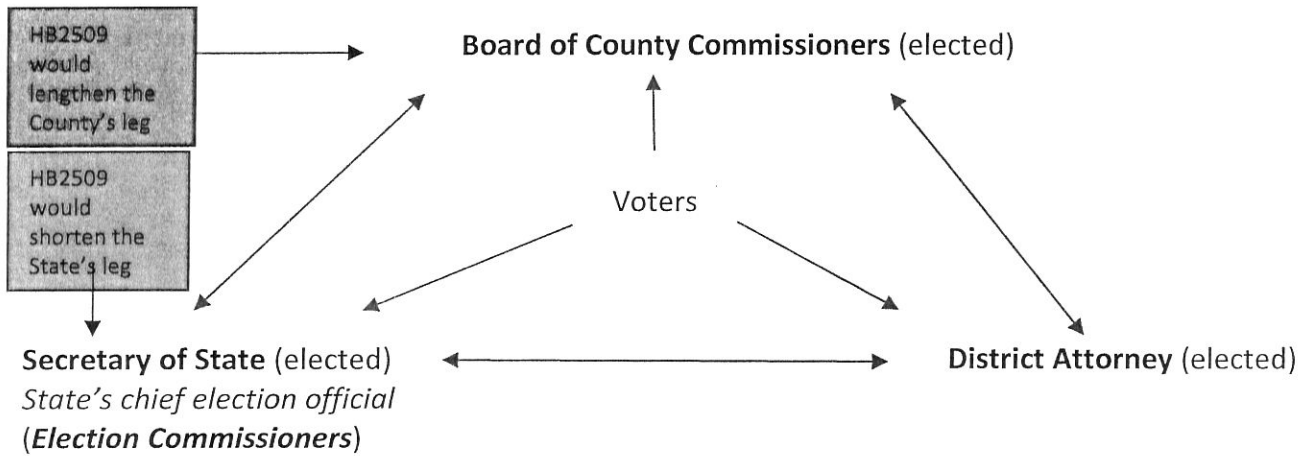 HB2509
would
lengthen the
County's leg
Board of County Commissioners (elected)
HB2509
would
shorten the
State's leg
Voters
Secretary of State (elected)
State's chief election official
(Election Commissioners)
District Attorney (elected)